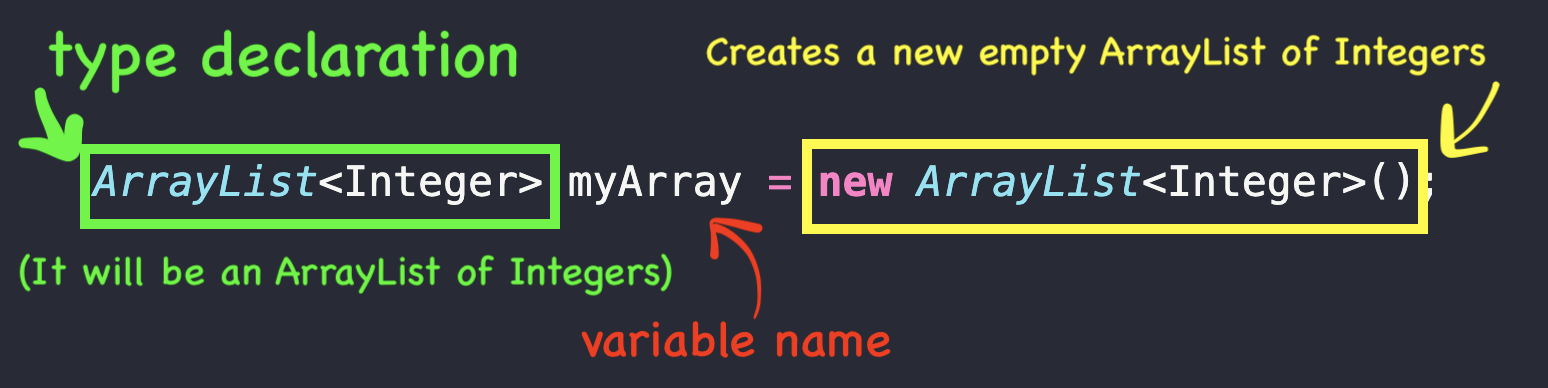 type declaration
Creates a new empty ArrayList of Integers
ArrayList<Integer> myArray = new ArrayList<Integer>();
(It will be an ArrayList of Integers)
variable name